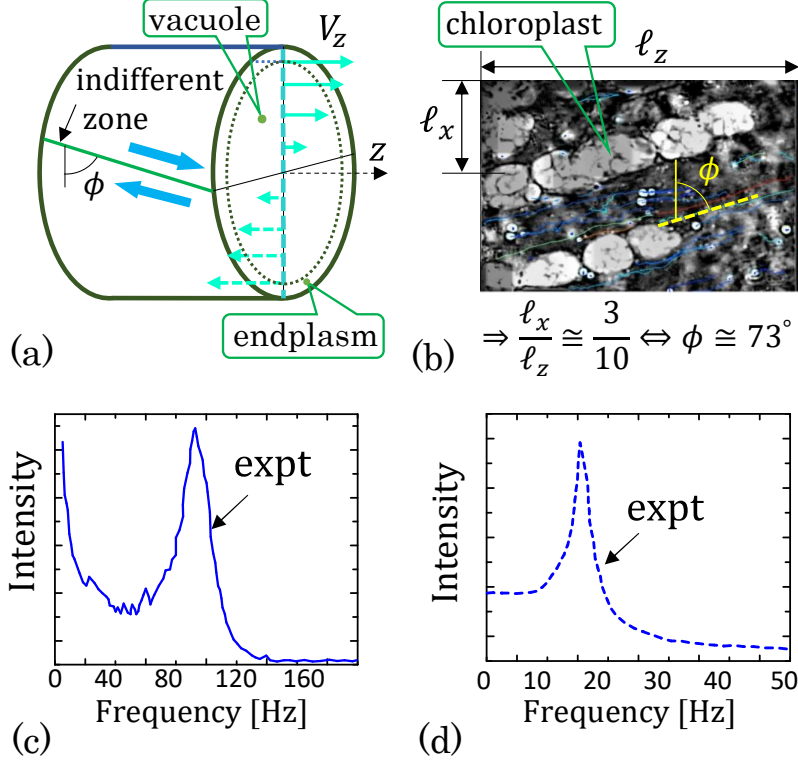 vacuole
V_z
indifferent
zone
ϕ
z
endplasm
(a)
chloroplast
ℓ_z
ℓ_x
ϕ
(b)
⇒ ℓ_x/ℓ_z ≅ 3/10 ⇔ ϕ ≅ 73°
Intensity
expt
0 40 80 120 160
Frequency [Hz]
(c)
Intensity
expt
0 10 20 30 40 50
Frequency [Hz]
(d)